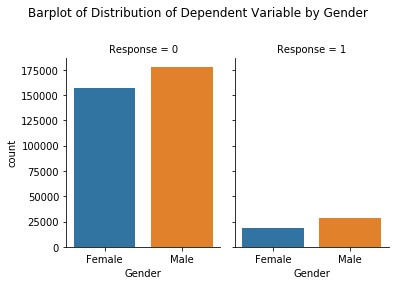 Barplot of Distribution of Dependent Variable by Gender
Response = 0
Response = 1
175000
150000
125000
100000
75000
50000
25000
0
count
Female Male
Gender
Female Male
Gender